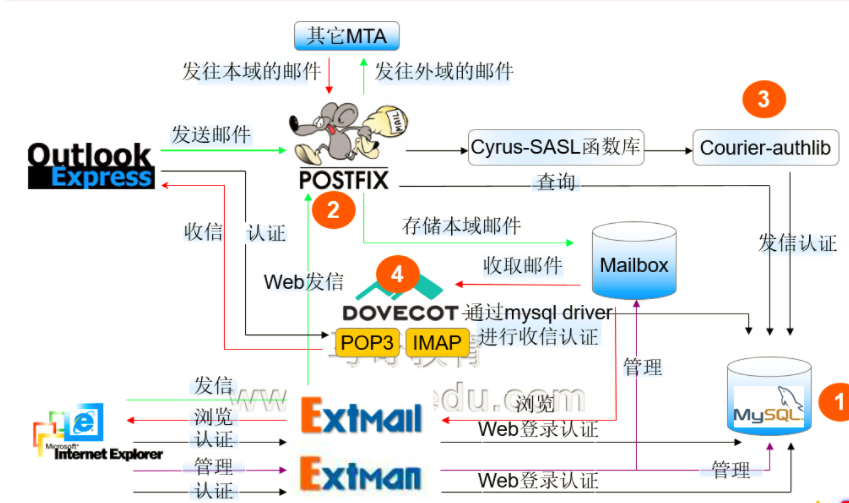 其它MTA
发往本域的邮件
发往外域的邮件
3
MAIL
发送邮件
Outlook
Express
POSTFIX
Cyrus-SASL函数库
Courier-authlib
查询
2
收信
认证
存储本域邮件
发信认证
Web发信
4
收取邮件
Mailbox
DOVECOT
通过mysql driver
进行收信认证
POP3
IMAP
管理
发信
浏览
浏览
认证
Extmail
Web登录认证
MySQL
1
Microsoft
Internet Explorer
管理
管理
认证
Extman
Web登录认证